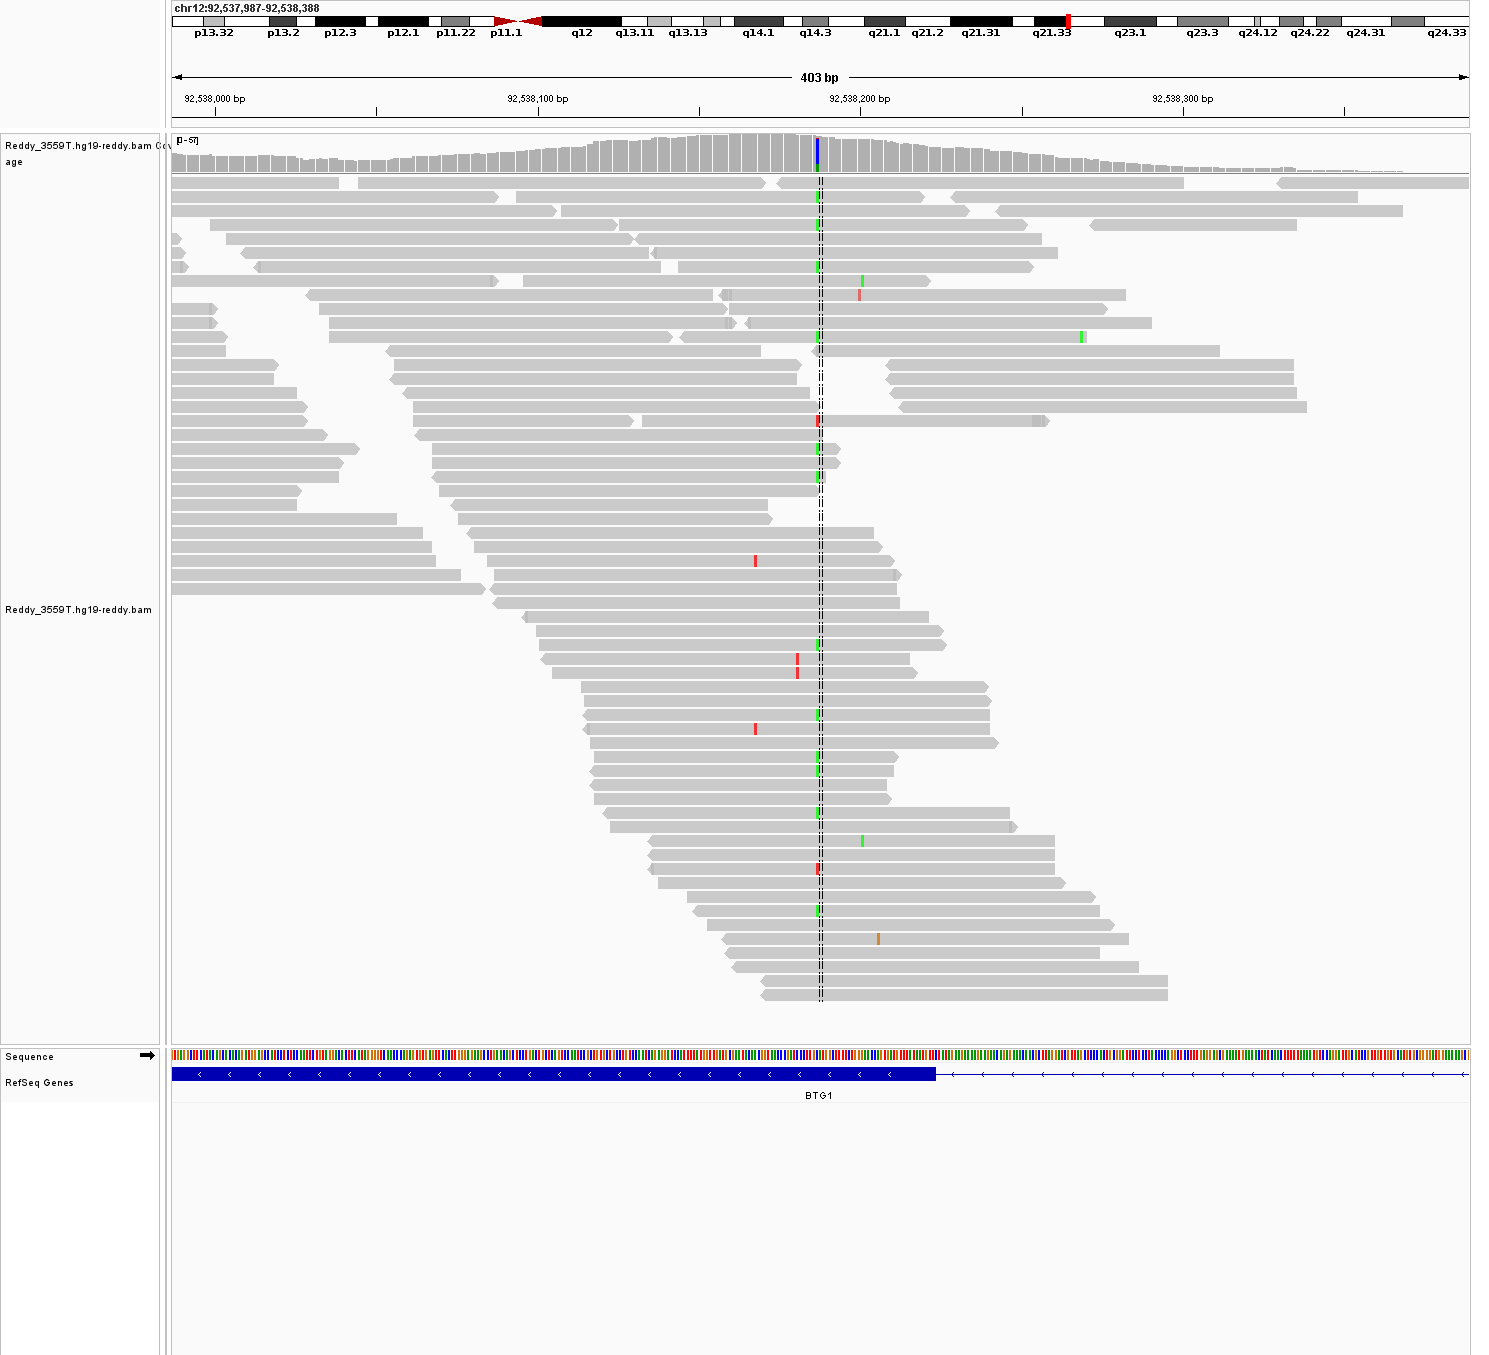 chr12:92,537,987-92,538,388
p13.32 p13.2 p12.3 p12.1 p11.22 p11.1 q12 q13.11 q13.13 q14.1 q14.3 q21.1 q21.2 q21.31 q21.33 q23.1 q23.3 q24.12 q24.22 q24.31 q24.33
403 bp
92,538,000 bp 92,538,100 bp 92,538,200 bp 92,538,300 bp
[0 - 57]
Reddy_3559T.hg19-reddy.bam Cov
age
Reddy_3559T.hg19-reddy.bam
Sequence
RefSeq Genes
BTG1